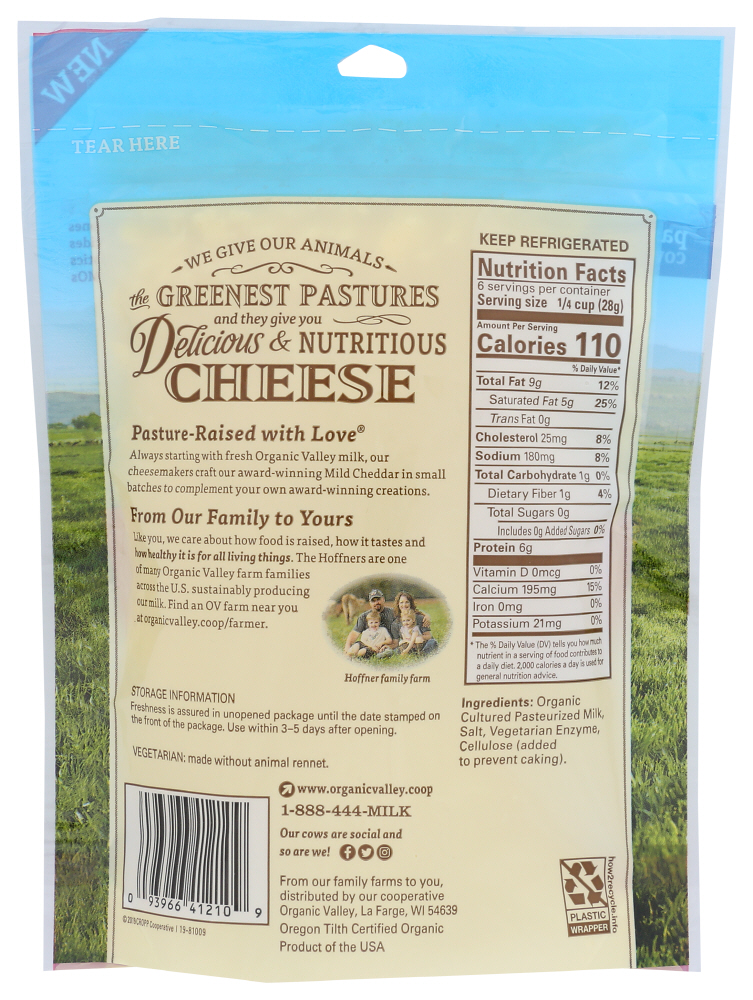 NEW
TEAR HERE
WE GIVE OUR ANIMALS
the GREENEST PASTURES
and they give you
Delicious & NUTRITIOUS
CHEESE
Pasture-Raised with Love®
Always starting with fresh Organic Valley milk, our
cheesemakers craft our award-winning Mild Cheddar in small
batches to complement your own award-winning creations.
From Our Family to Yours
Like you, we care about how food is raised, how it tastes and
how healthy it is for all living things. The Hoffners are one
of many Organic Valley farm families
across the U.S. sustainably producing
our milk. Find an OV farm near you
at organicvalley.coop/farmer.
Hoffner family farm
STORAGE INFORMATION
Freshness is assured in unopened package until the date stamped on
the front of the package. Use within 3–5 days after opening.
VEGETARIAN: made without animal rennet.
www.organicvalley.coop
1-888-444-MILK
Our cows are social and
so are we!
From our family farms to you,
distributed by our cooperative
Organic Valley, La Farge, WI 54639
Oregon Tilth Certified Organic
Product of the USA
0 93966 41210 9
©2019CROPP Cooperative | 19-81009
KEEP REFRIGERATED
Nutrition Facts
6 servings per container
Serving size 1/4 cup (28g)
Amount Per Serving
Calories 110
% Daily Value*
Total Fat 9g 12%
Saturated Fat 5g 25%
Trans Fat 0g
Cholesterol 25mg 8%
Sodium 180mg 8%
Total Carbohydrate 1g 0%
Dietary Fiber 1g 4%
Total Sugars 0g
Includes 0g Added Sugars 0%
Protein 6g
Vitamin D 0mcg 0%
Calcium 195mg 15%
Iron 0mg 0%
Potassium 21mg 0%
* The % Daily Value (DV) tells you how much
nutrient in a serving of food contributes to
a daily diet. 2,000 calories a day is used for
general nutrition advice.
Ingredients: Organic
Cultured Pasteurized Milk,
Salt, Vegetarian Enzyme,
Cellulose (added
to prevent caking).
PLASTIC
WRAPPER
how2recycle.info